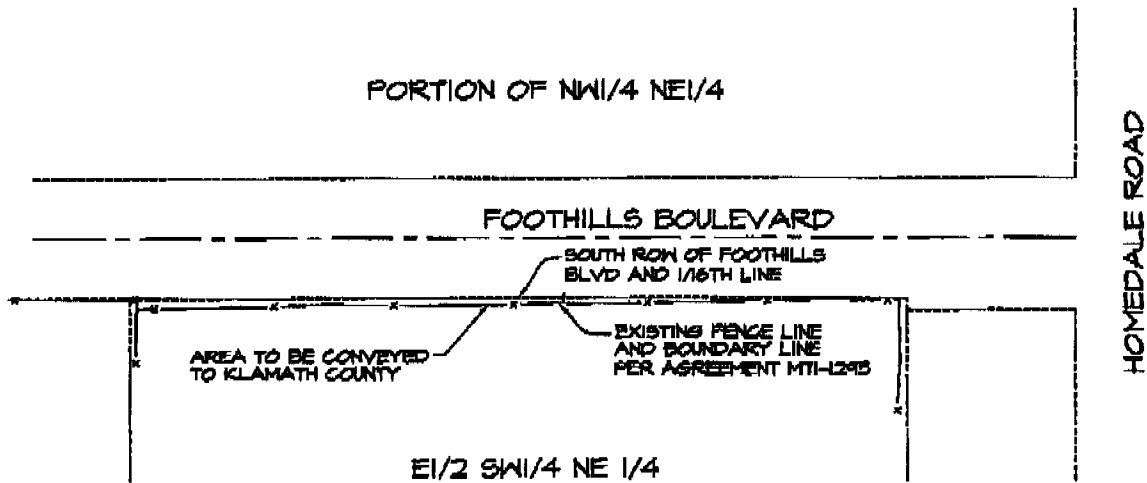 PORTION OF NW1/4 NE1/4
HOMEDALE ROAD
FOOTHILLS BOULEVARD
SOUTH ROW OF FOOTHILLS
BLVD AND 1/16TH LINE
EXISTING FENCE LINE
AND BOUNDARY LINE
PER AGREEMENT MT1-1295
AREA TO BE CONVEYED
TO KLAMATH COUNTY
E1/2 SW1/4 NE 1/4